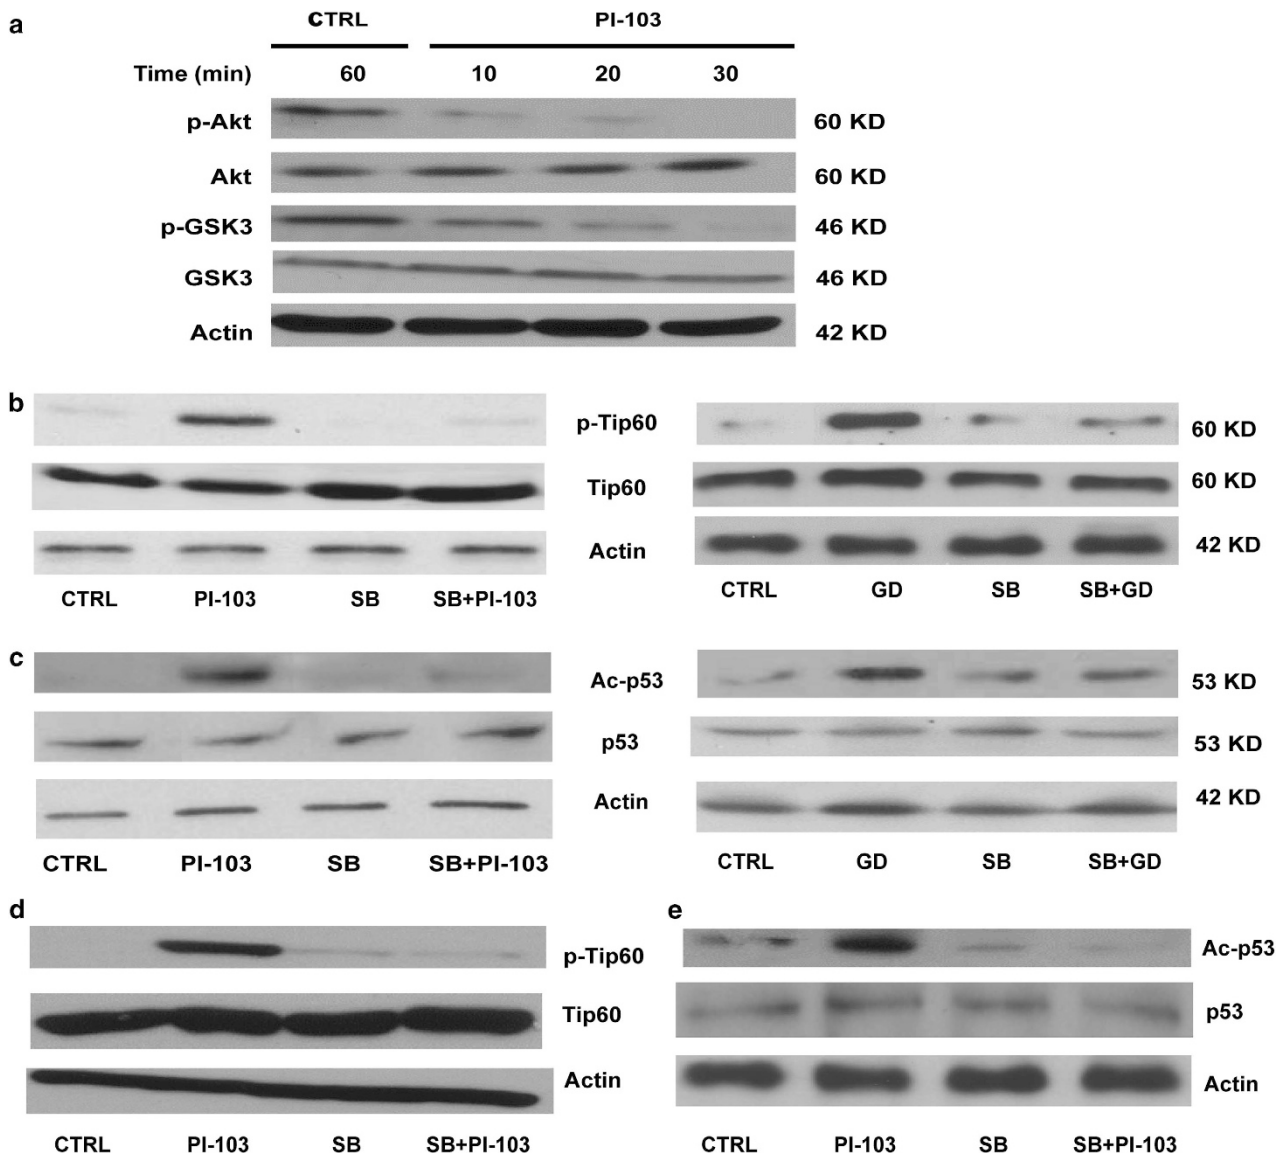 a
CTRL PI-103
Time (min) 60 10 20 30
p-Akt 60 KD
Akt 60 KD
p-GSK3 46 KD
GSK3 46 KD
Actin 42 KD
b
p-Tip60 60 KD
Tip60 60 KD
Actin 42 KD
CTRL PI-103 SB SB+PI-103 CTRL GD SB SB+GD
c
Ac-p53 53 KD
p53 53 KD
Actin 42 KD
CTRL PI-103 SB SB+PI-103 CTRL GD SB SB+GD
d
p-Tip60
Tip60
Actin
CTRL PI-103 SB SB+PI-103
e
Ac-p53
p53
Actin
CTRL PI-103 SB SB+PI-103